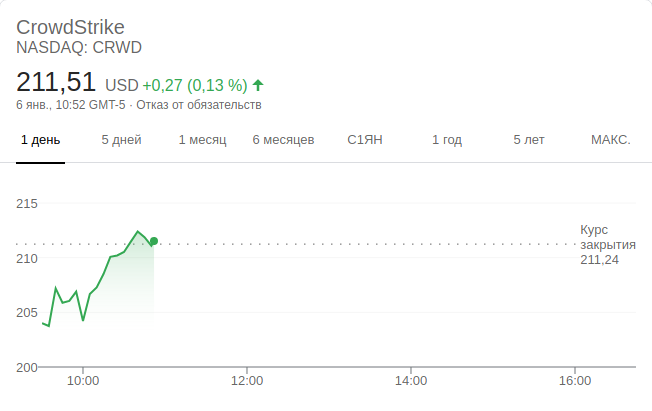 CrowdStrike
NASDAQ: CRWD
211,51 USD +0,27 (0,13 %)
6 янв., 10:52 GMT-5 · Отказ от обязательств
1 день 5 дней 1 месяц 6 месяцев С1ЯН 1 год 5 лет МАКС.
215
Курс
закрытия
211,24
210
205
200
10:00 12:00 14:00 16:00